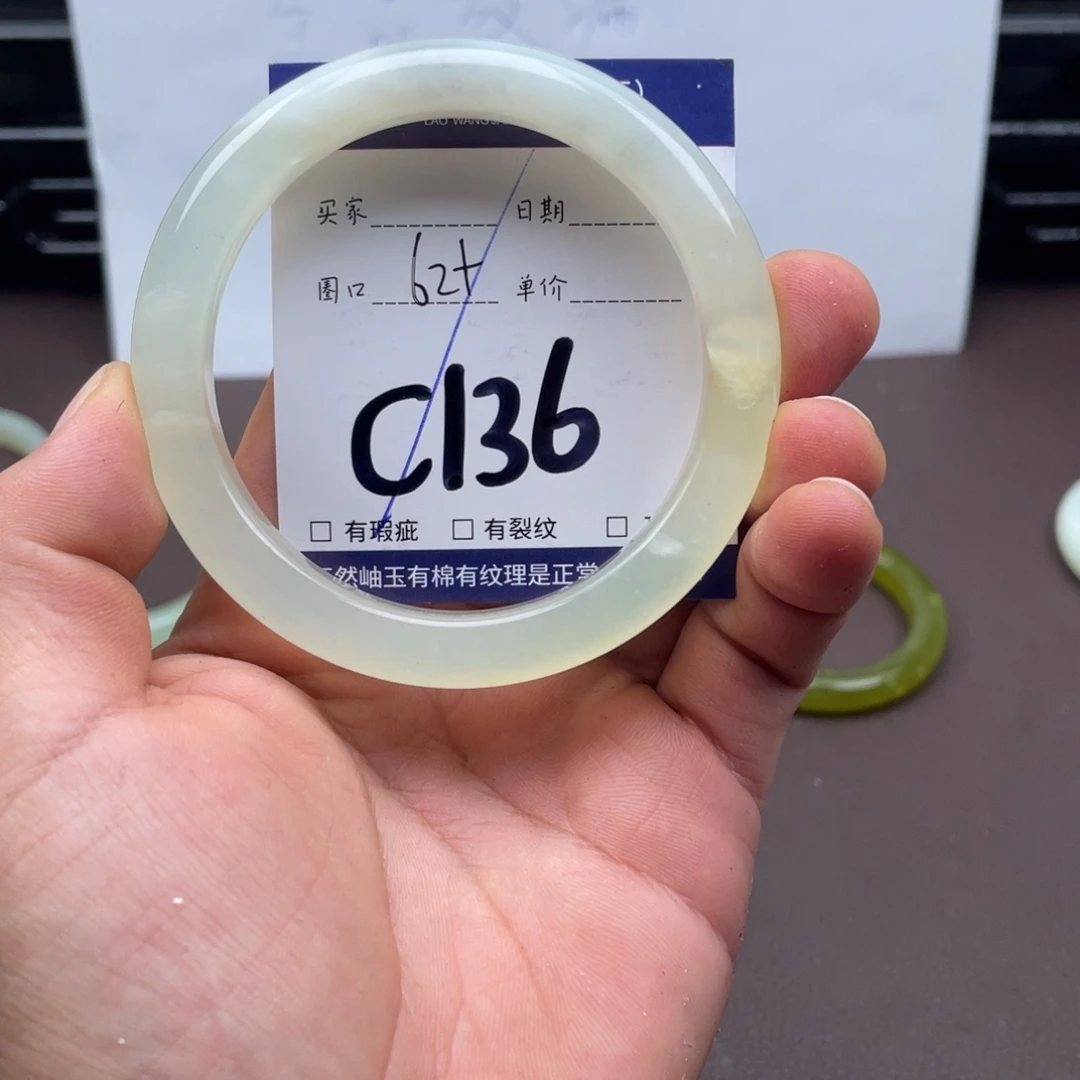 买家 日期
圈口 62+ 单价
C136
□ 有瑕疵 □ 有裂纹 □
然岫玉有棉有纹理是正常